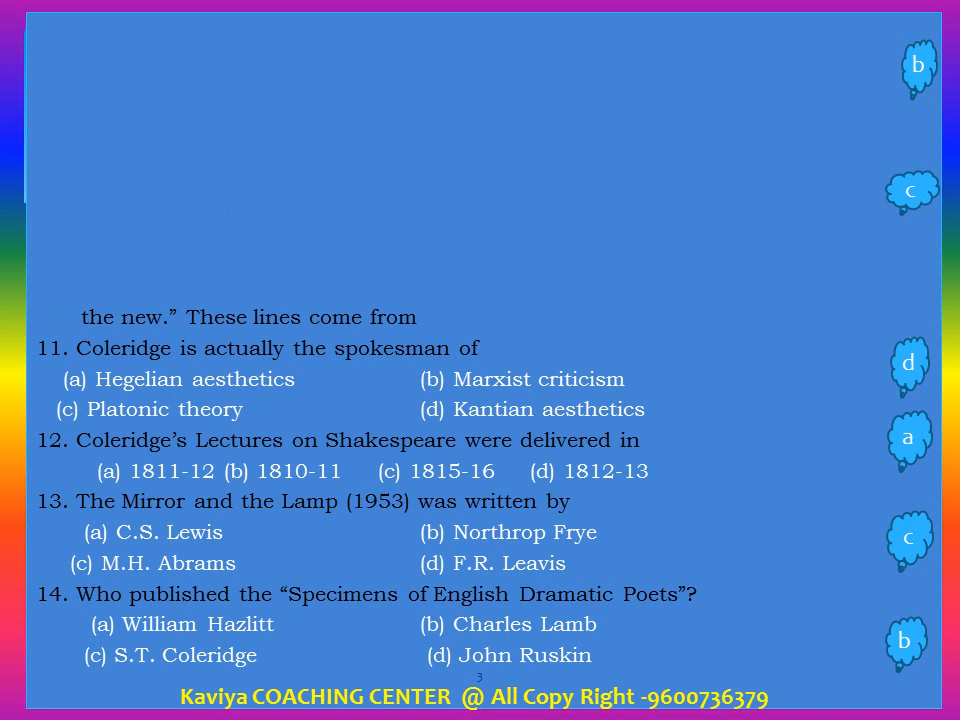 b
c
the new.” These lines come from
11. Coleridge is actually the spokesman of
(a) Hegelian aesthetics (b) Marxist criticism
(c) Platonic theory (d) Kantian aesthetics
d
12. Coleridge’s Lectures on Shakespeare were delivered in
a
(a) 1811-12 (b) 1810-11 (c) 1815-16 (d) 1812-13
13. The Mirror and the Lamp (1953) was written by
(a) C.S. Lewis (b) Northrop Frye
c
(c) M.H. Abrams (d) F.R. Leavis
14. Who published the “Specimens of English Dramatic Poets”?
(a) William Hazlitt (b) Charles Lamb
b
(c) S.T. Coleridge (d) John Ruskin
3
Kaviya COACHING CENTER @ All Copy Right -9600736379